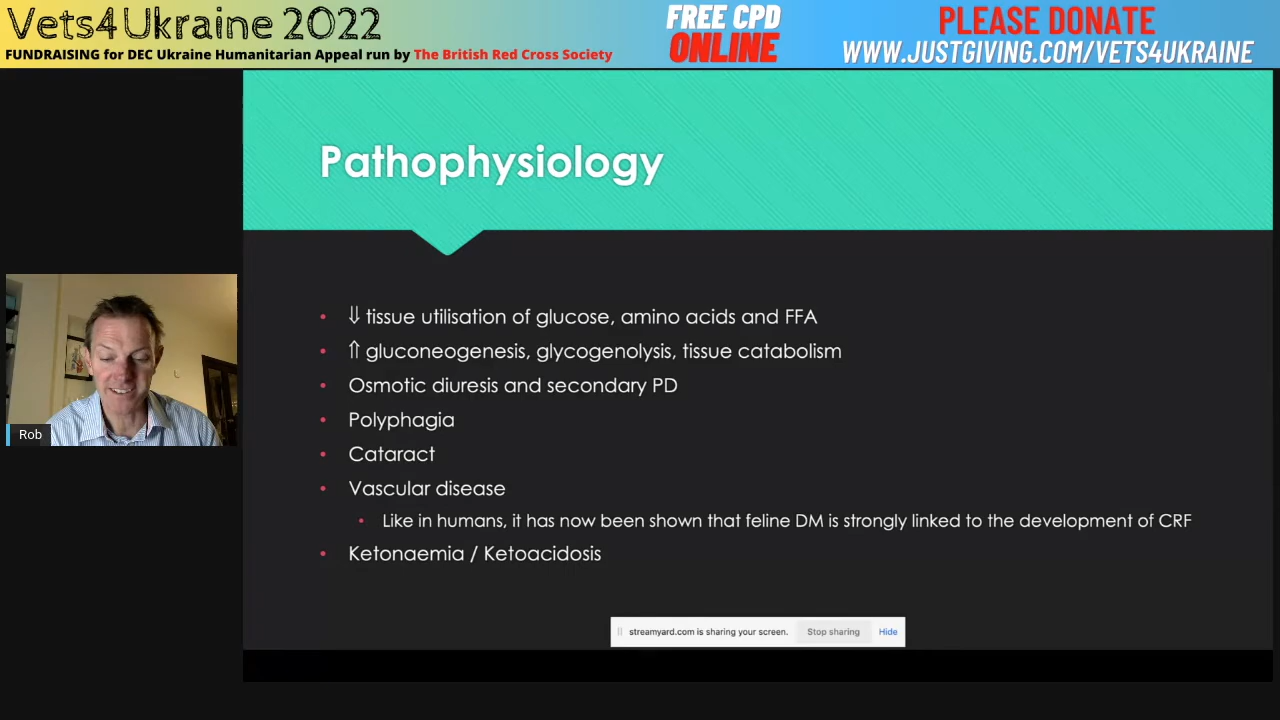 Vets4Ukraine 2022
FUNDRAISING for DEC Ukraine Humanitarian Appeal run by The British Red Cross Society
FREE CPD
ONLINE
PLEASE DONATE
WWW.JUSTGIVING.COM/VETS4UKRAINE
Pathophysiology
• ⇓ tissue utilisation of glucose, amino acids and FFA
• ⇑ gluconeogenesis, glycogenolysis, tissue catabolism
• Osmotic diuresis and secondary PD
• Polyphagia
• Cataract
• Vascular disease
• Like in humans, it has now been shown that feline DM is strongly linked to the development of CRF
• Ketonaemia / Ketoacidosis
Rob
streamyard.com is sharing your screen. Stop sharing Hide